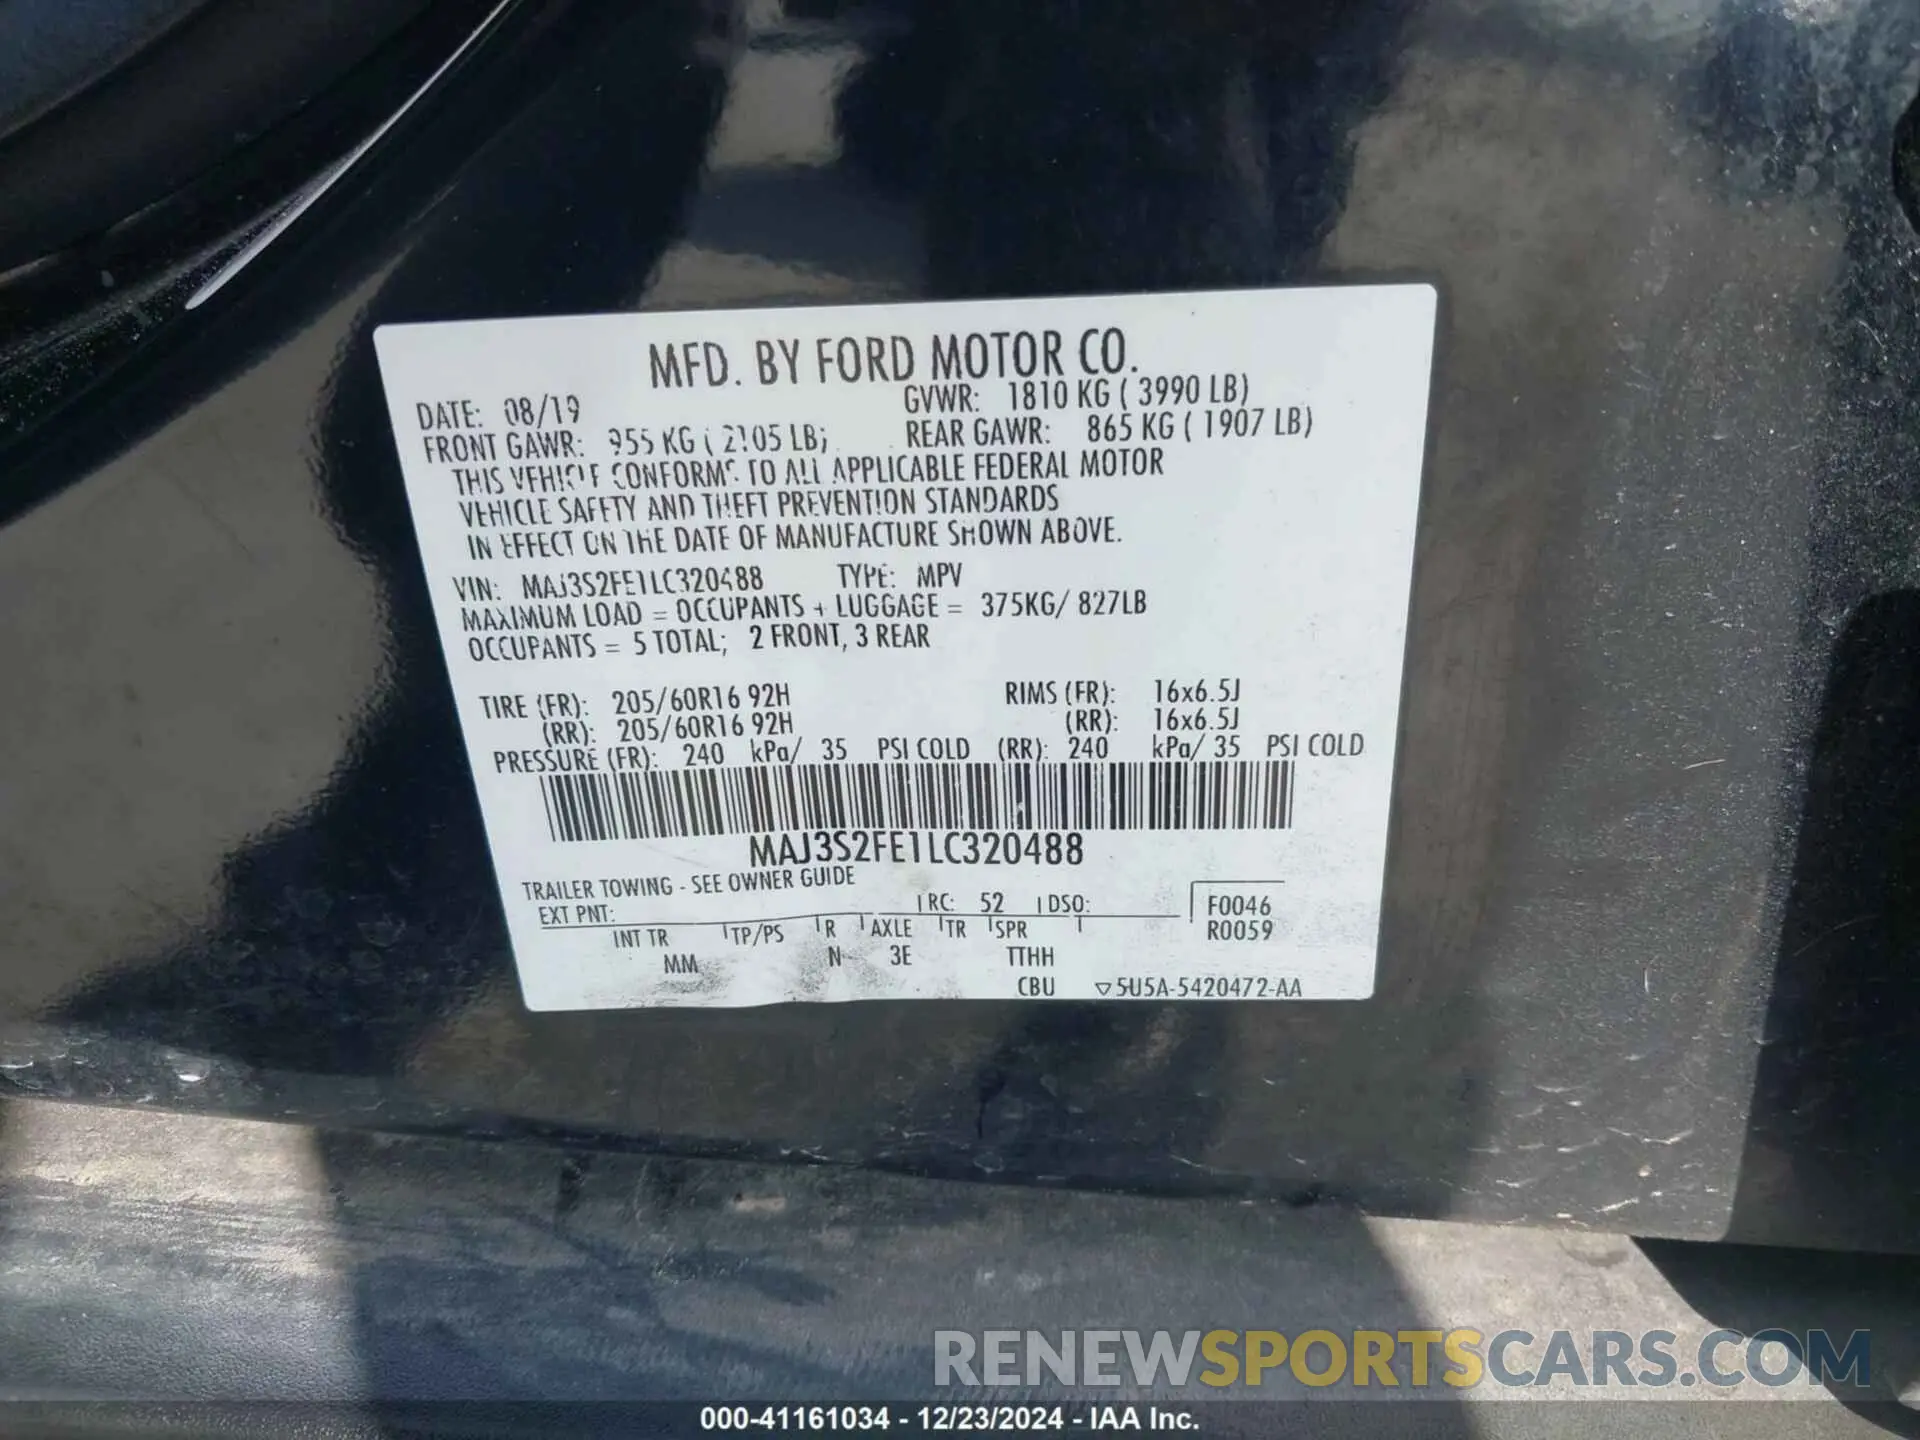 MFD. BY FORD MOTOR CO.
DATE: 08/19 GVWR: 1810 KG ( 3990 LB)
FRONT GAWR: 955 KG ( 2105 LB) REAR GAWR: 865 KG ( 1907 LB)
THIS VEHICLE CONFORMS TO ALL APPLICABLE FEDERAL MOTOR
VEHICLE SAFETY AND THEFT PREVENTION STANDARDS
IN EFFECT ON THE DATE OF MANUFACTURE SHOWN ABOVE.
VIN: MAJ3S2FE1LC320488 TYPE: MPV
MAXIMUM LOAD = OCCUPANTS + LUGGAGE = 375KG/ 827LB
OCCUPANTS = 5 TOTAL; 2 FRONT, 3 REAR
TIRE (FR): 205/60R16 92H RIMS (FR): 16x6.5J
(RR): 205/60R16 92H (RR): 16x6.5J
PRESSURE (FR): 240 kPa/ 35 PSI COLD (RR): 240 kPa/ 35 PSI COLD
MAJ3S2FE1LC320488
TRAILER TOWING - SEE OWNER GUIDE
EXT PNT: RC: 52 DSO: F0046
INT TR TP/PS R AXLE TR SPR R0059
MM N 3E TTHH
CBU ▽5U5A-5420472-AA
RENEWSPORTSCARS.COM
000-41161034 - 12/23/2024 - IAA Inc.